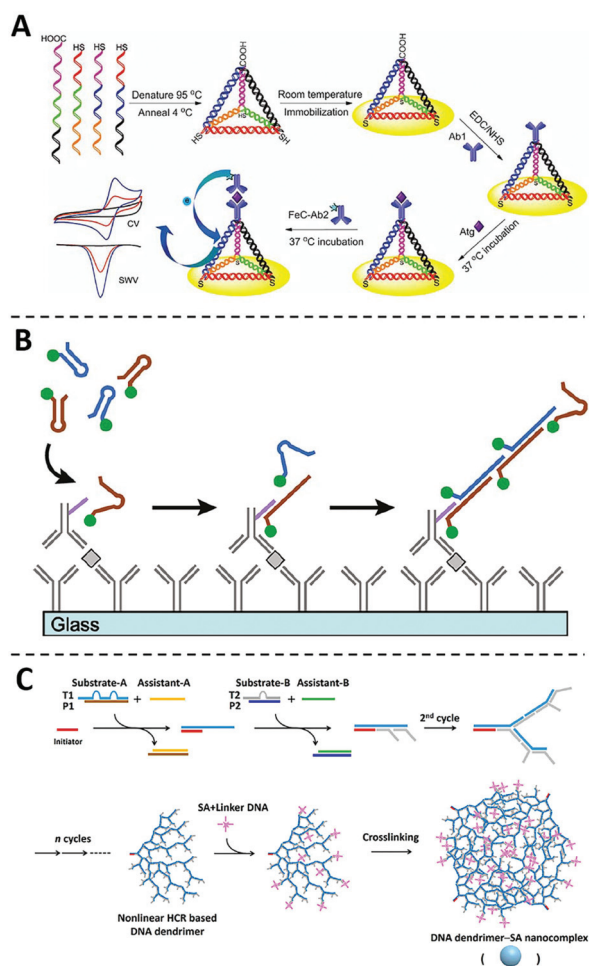 A
HOOC HS HS HS
Denature 95 °C
Anneal 4 °C
COOH
HS
HS SH
Room temperature
Immobilization
COOH
S
S S
EDC/NHS
Ab1
S
S S
Atg
37 °C incubation
S
S S
FeC-Ab2
37 °C incubation
e
S
S S
CV
SWV
B
Glass
C
Substrate-A Assistant-A
T1
P1
+
Substrate-B Assistant-B
T2
P2
+
Initiator
2nd cycle
n cycles
SA+Linker DNA
Crosslinking
Nonlinear HCR based
DNA dendrimer
DNA dendrimer–SA nanocomplex
( )